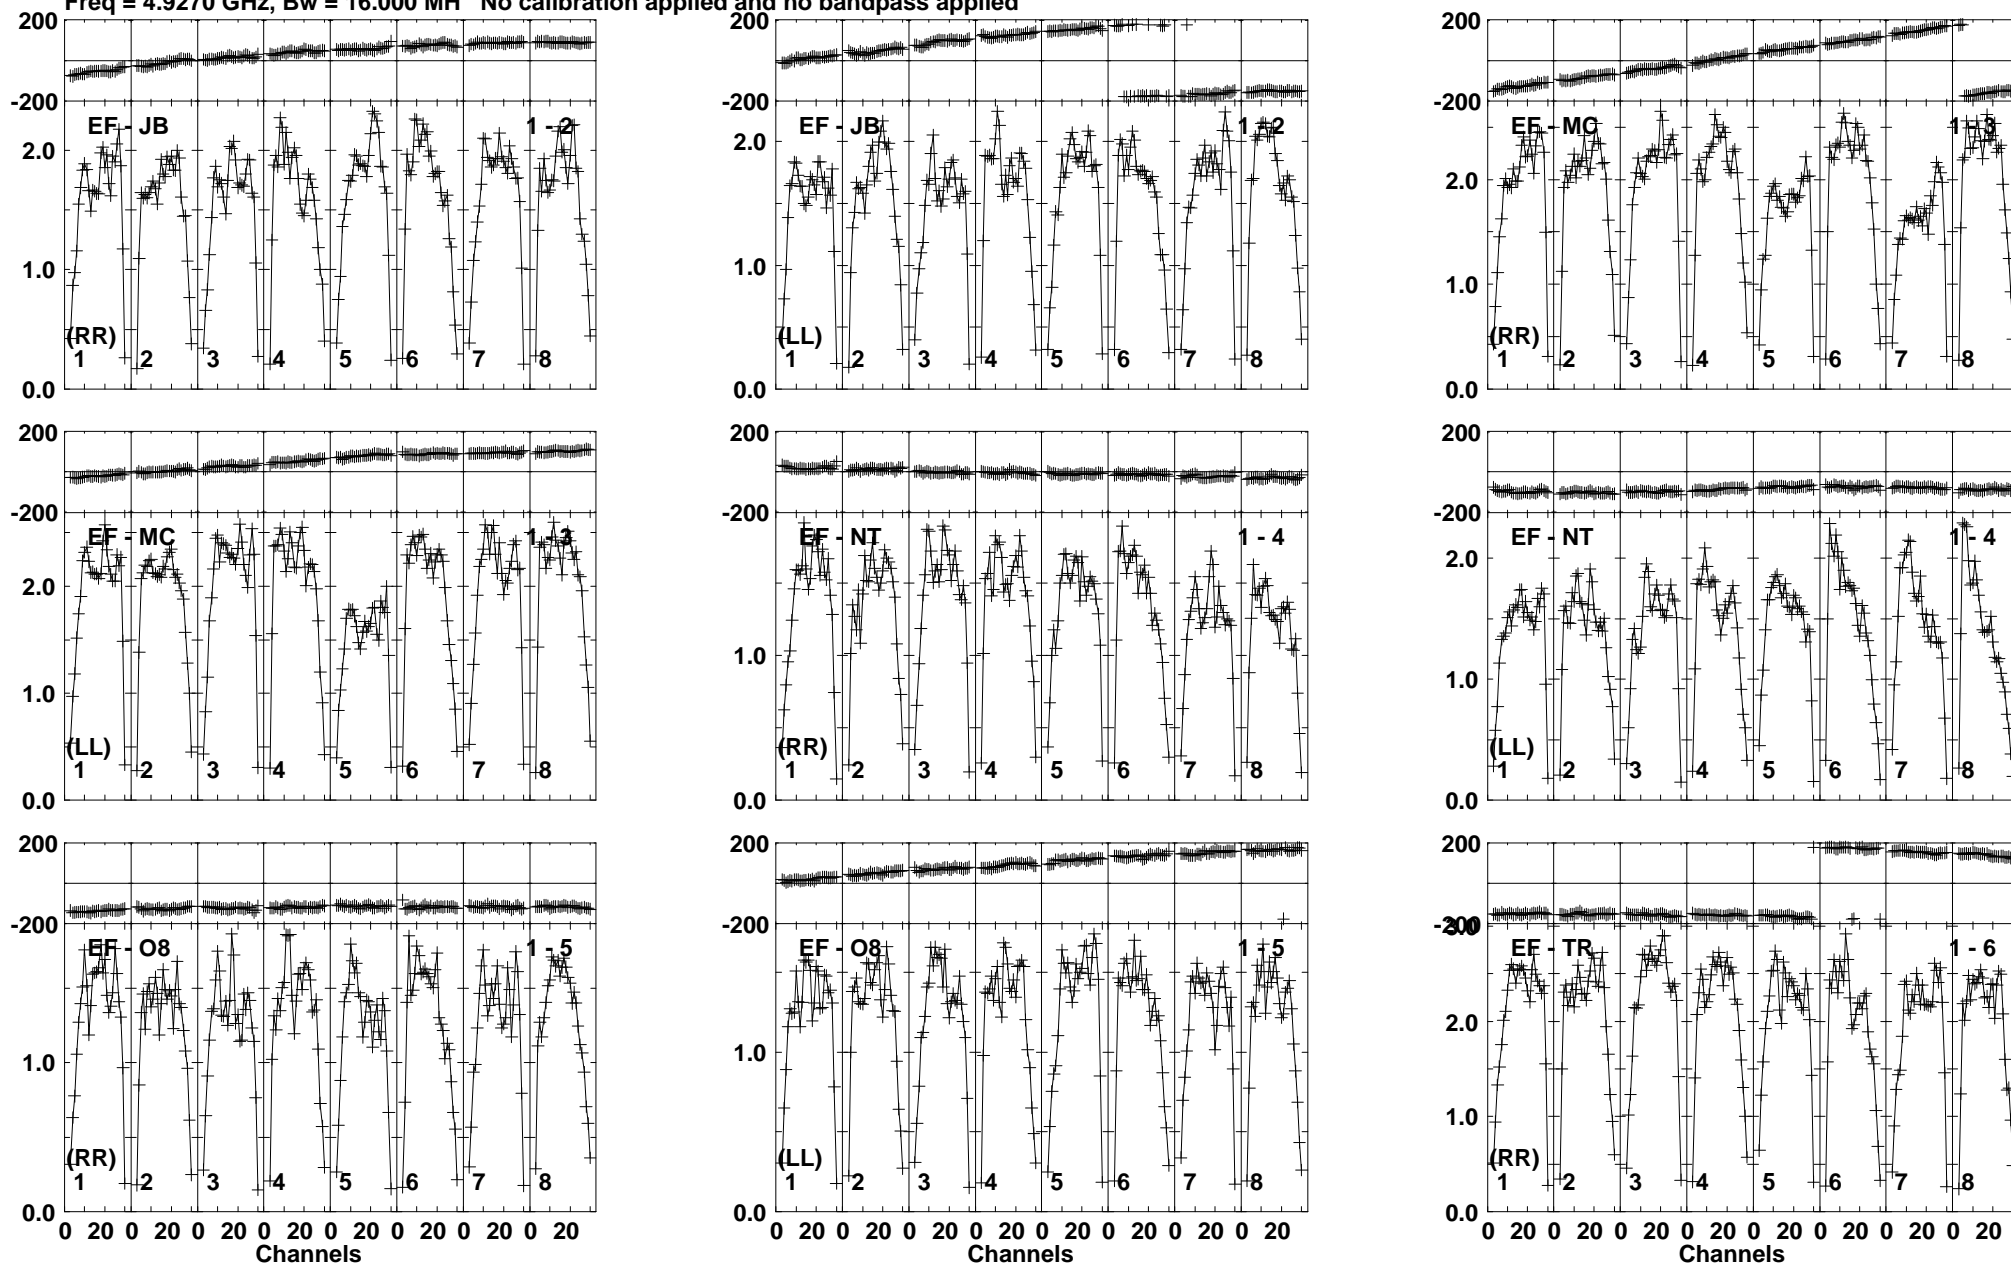 Freq = 4.9270 GHz, Bw = 16.000 MH No calibration applied and no bandpass applied
200 200 200
-200 -200 -200
EF - JB 1 - 2 EF - JB 1 - 2 EF - MC 1 - 3
2.0 2.0 2.0
1.0 1.0 1.0
(RR) (LL) (RR)
1 2 3 4 5 6 7 8 1 2 3 4 5 6 7 8 1 2 3 4 5 6 7 8
0.0 0.0 0.0
200 200 200
-200 -200 -200
EF - MC 1 - 3 EF - NT 1 - 4 EF - NT 1 - 4
2.0 1.0 2.0
1.0 1.0
(LL) (RR) (LL)
1 2 3 4 5 6 7 8 1 2 3 4 5 6 7 8 1 2 3 4 5 6 7 8
0.0 0.0 0.0
200 200 200
-200 -200 -200
3.0
EF - O8 1 - 5 EF - O8 1 - 5 EF - TR 1 - 6
2.0
1.0 1.0 1.0
(RR) (LL) (RR)
1 2 3 4 5 6 7 8 1 2 3 4 5 6 7 8 1 2 3 4 5 6 7 8
0.0 0.0 0.0
0 20 0 20 0 20 0 20 0 20 0 20 0 20 0 20 0 20 0 20 0 20 0 20 0 20 0 20 0 20 0 20 0 20 0 20 0 20 0 20 0 20 0 20 0 20 0 20
Channels Channels Channels